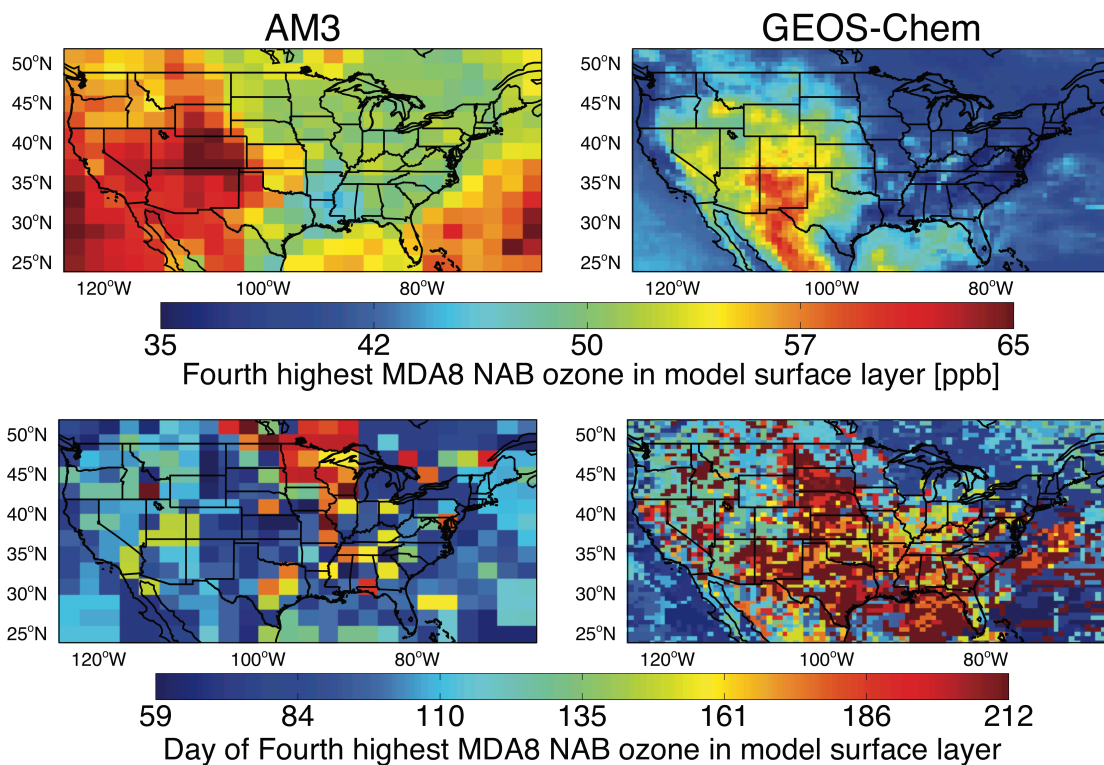 AM3 GEOS-Chem
50°N 50°N
45°N 45°N
40°N 40°N
35°N 35°N
30°N 30°N
25°N 25°N
120°W 100°W 80°W 120°W 100°W 80°W
35 42 50 57 65
Fourth highest MDA8 NAB ozone in model surface layer [ppb]
50°N 50°N
45°N 45°N
40°N 40°N
35°N 35°N
30°N 30°N
25°N 25°N
120°W 100°W 80°W 120°W 100°W 80°W
59 84 110 135 161 186 212
Day of Fourth highest MDA8 NAB ozone in model surface layer